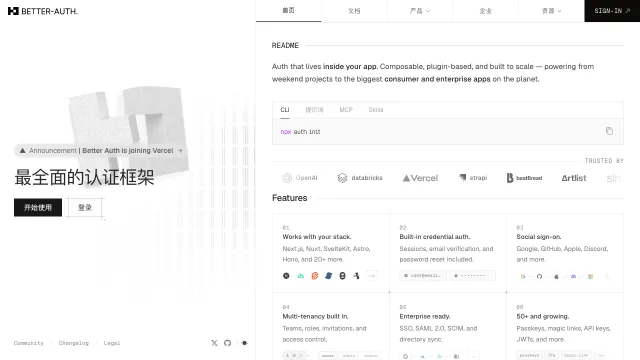 BETTER-AUTH.
首页
文档
产品
企业
资源
SIGN-IN
▲ Announcement | Better Auth is joining Vercel →
最全面的认证框架
开始使用
登录
Community · Changelog · Legal
README
Auth that lives inside your app. Composable, plugin-based, and built to scale — powering from
weekend projects to the biggest consumer and enterprise apps on the planet.
CLI
提示词
MCP
Skills
npx auth init
TRUSTED BY
OpenAI
databricks
Vercel
strapi
beatBread
Artlist
Features
01
Works with your stack.
Next.js, Nuxt, SvelteKit, Astro,
Hono, and 20+ more.
02
Built-in credential auth.
Sessions, email verification, and
password reset included.
user@email…
03
Social sign-on.
Google, GitHub, Apple, Discord,
and more.
04
Multi-tenancy built in.
Teams, roles, invitations, and
access control.
05
Enterprise ready.
SSO, SAML 2.0, SCIM, and
directory sync.
06
50+ and growing.
Passkeys, magic links, API keys,
JWTs, and more.